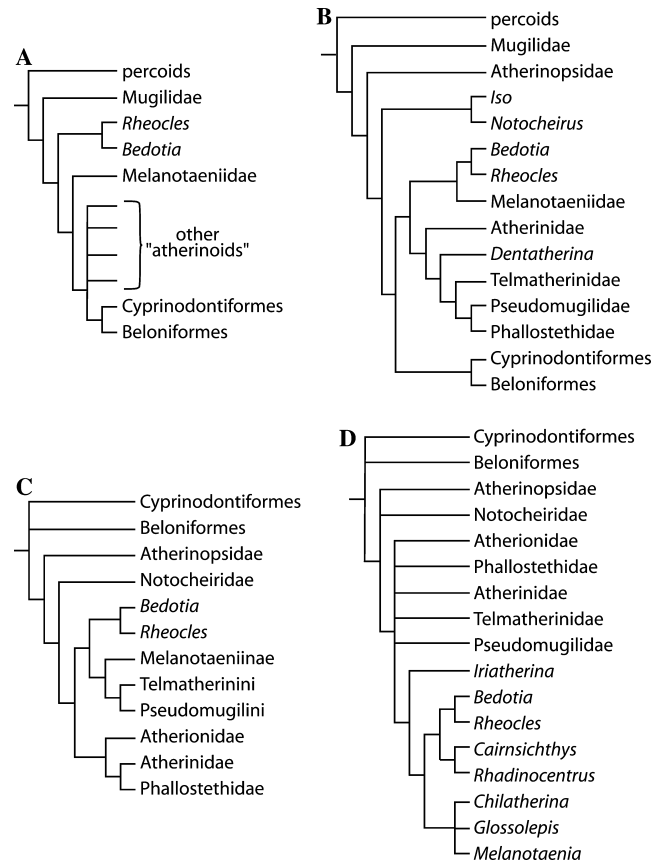 A
percoids
Mugilidae
Rheocles
Bedotia
Melanotaeniidae
other
"atherinoids"
Cyprinodontiformes
Beloniformes
B
percoids
Mugilidae
Atherinopsidae
Iso
Notocheirus
Bedotia
Rheocles
Melanotaeniidae
Atherinidae
Dentatherina
Telmatherinidae
Pseudomugilidae
Phallostethidae
Cyprinodontiformes
Beloniformes
C
Cyprinodontiformes
Beloniformes
Atherinopsidae
Notocheiridae
Bedotia
Rheocles
Melanotaeniinae
Telmatherinini
Pseudomugilini
Atherionidae
Atherinidae
Phallostethidae
D
Cyprinodontiformes
Beloniformes
Atherinopsidae
Notocheiridae
Atherionidae
Phallostethidae
Atherinidae
Telmatherinidae
Pseudomugilidae
Iriatherina
Bedotia
Rheocles
Cairnsichthys
Rhadinocentrus
Chilatherina
Glossolepis
Melanotaenia